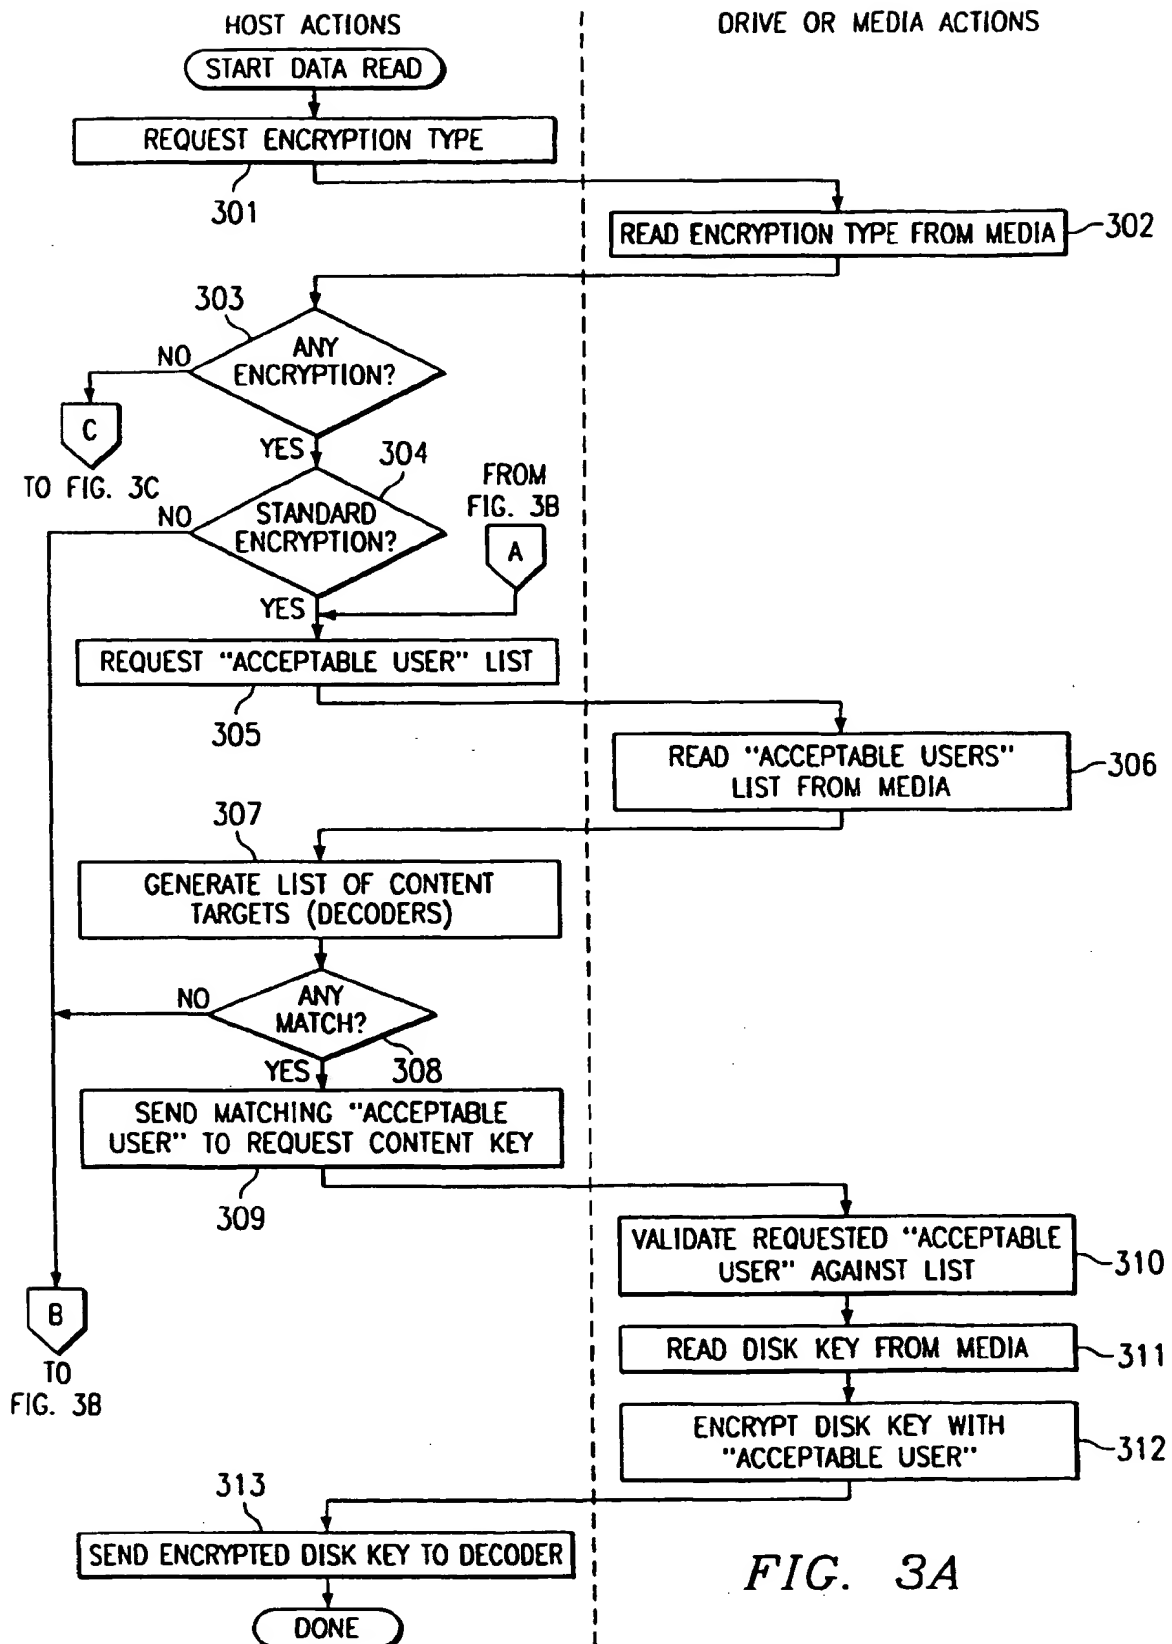 HOST ACTIONS
DRIVE OR MEDIA ACTIONS
START DATA READ
REQUEST ENCRYPTION TYPE
301
READ ENCRYPTION TYPE FROM MEDIA
302
303
ANY
ENCRYPTION?
NO
C
TO FIG. 3C
YES
304
STANDARD
ENCRYPTION?
NO
FROM
FIG. 3B
A
YES
REQUEST "ACCEPTABLE USER" LIST
305
READ "ACCEPTABLE USERS"
LIST FROM MEDIA
306
307
GENERATE LIST OF CONTENT
TARGETS (DECODERS)
ANY
MATCH?
NO
YES
308
SEND MATCHING "ACCEPTABLE
USER" TO REQUEST CONTENT KEY
309
VALIDATE REQUESTED "ACCEPTABLE
USER" AGAINST LIST
310
B
TO
FIG. 3B
READ DISK KEY FROM MEDIA
311
ENCRYPT DISK KEY WITH
"ACCEPTABLE USER"
312
313
SEND ENCRYPTED DISK KEY TO DECODER
DONE
FIG. 3A